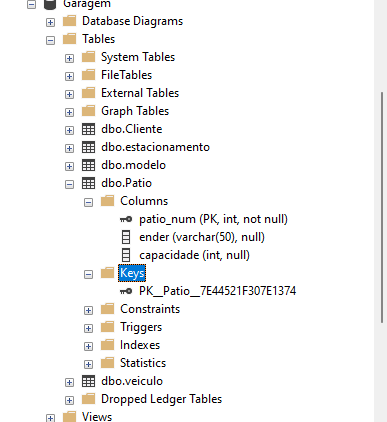 Garagem
Database Diagrams
Tables
System Tables
FileTables
External Tables
Graph Tables
dbo.Cliente
dbo.estacionamento
dbo.modelo
dbo.Patio
Columns
patio_num (PK, int, not null)
ender (varchar(50), null)
capacidade (int, null)
Keys
PK__Patio__7E44521F307E1374
Constraints
Triggers
Indexes
Statistics
dbo.veiculo
Dropped Ledger Tables
Views